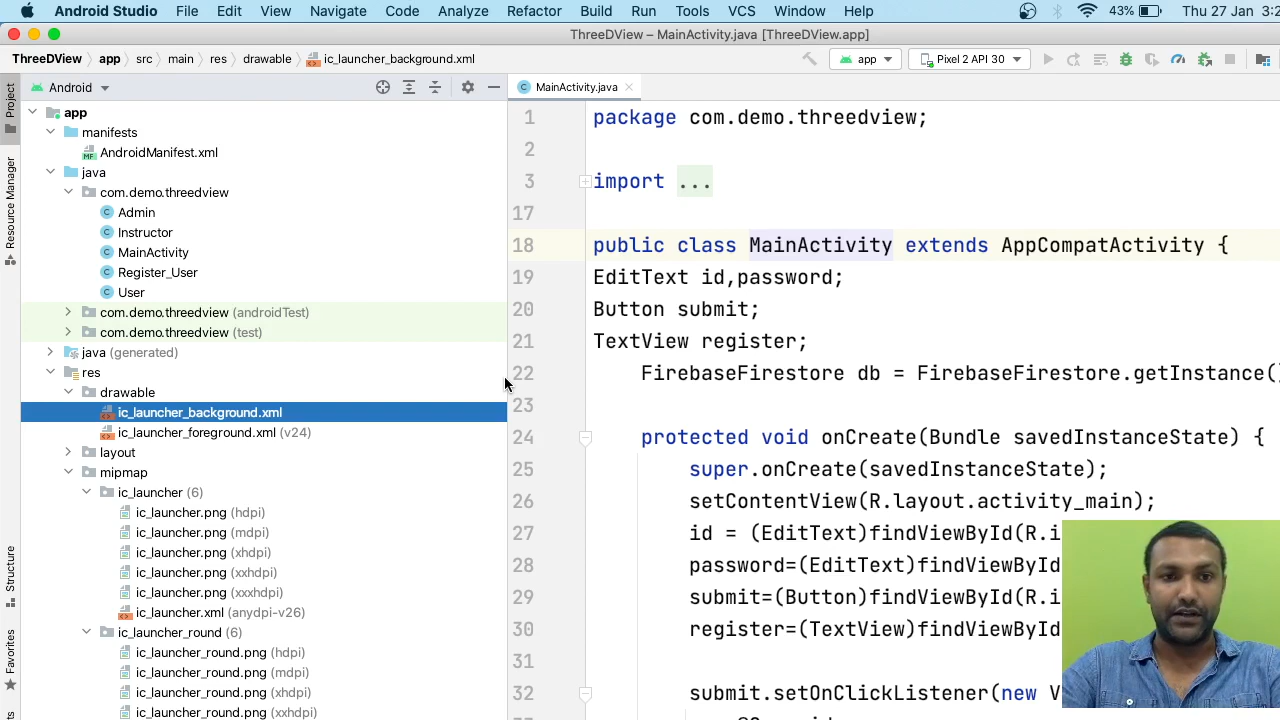 Android Studio File Edit View Navigate Code Analyze Refactor Build Run Tools VCS Window Help 43% Thu 27 Jan 3:2
ThreeDView – MainActivity.java [ThreeDView.app]
ThreeDView app src main res drawable ic_launcher_background.xml app Pixel 2 API 30
Project
Resource Manager
Structure
Favorites
Android
app
manifests
AndroidManifest.xml
java
com.demo.threedview
Admin
Instructor
MainActivity
Register_User
User
com.demo.threedview (androidTest)
com.demo.threedview (test)
java (generated)
res
drawable
ic_launcher_background.xml
ic_launcher_foreground.xml (v24)
layout
mipmap
ic_launcher (6)
ic_launcher.png (hdpi)
ic_launcher.png (mdpi)
ic_launcher.png (xhdpi)
ic_launcher.png (xxhdpi)
ic_launcher.png (xxxhdpi)
ic_launcher.xml (anydpi-v26)
ic_launcher_round (6)
ic_launcher_round.png (hdpi)
ic_launcher_round.png (mdpi)
ic_launcher_round.png (xhdpi)
ic_launcher_round.png (xxhdpi)
MainActivity.java
1 package com.demo.threedview;
2
3 import ...
17
18 public class MainActivity extends AppCompatActivity {
19 EditText id,password;
20 Button submit;
21 TextView register;
22 FirebaseFirestore db = FirebaseFirestore.getInstance()
23
24 protected void onCreate(Bundle savedInstanceState) {
25 super.onCreate(savedInstanceState);
26 setContentView(R.layout.activity_main);
27 id = (EditText)findViewById(R.i
28 password=(EditText)findViewById
29 submit=(Button)findViewById(R.i
30 register=(TextView)findViewById
31
32 submit.setOnClickListener(new V